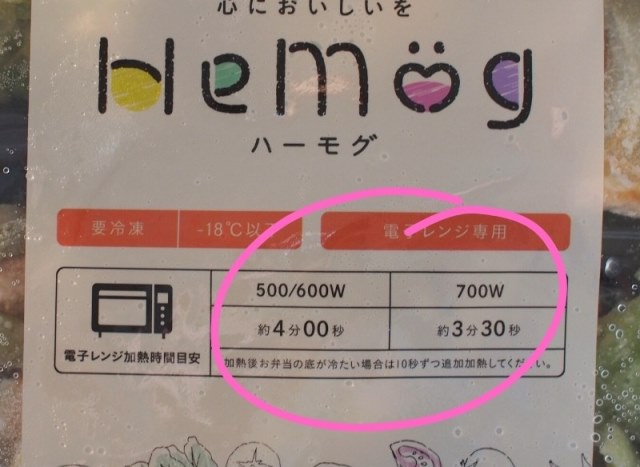 心においしいを
Hemog
ハーモグ
要冷凍 -18℃以下 電子レンジ専用
500/600W 700W
約4分00秒 約3分30秒
電子レンジ加熱時間目安
加熱後お弁当の底が冷たい場合は10秒ずつ追加加熱してください。